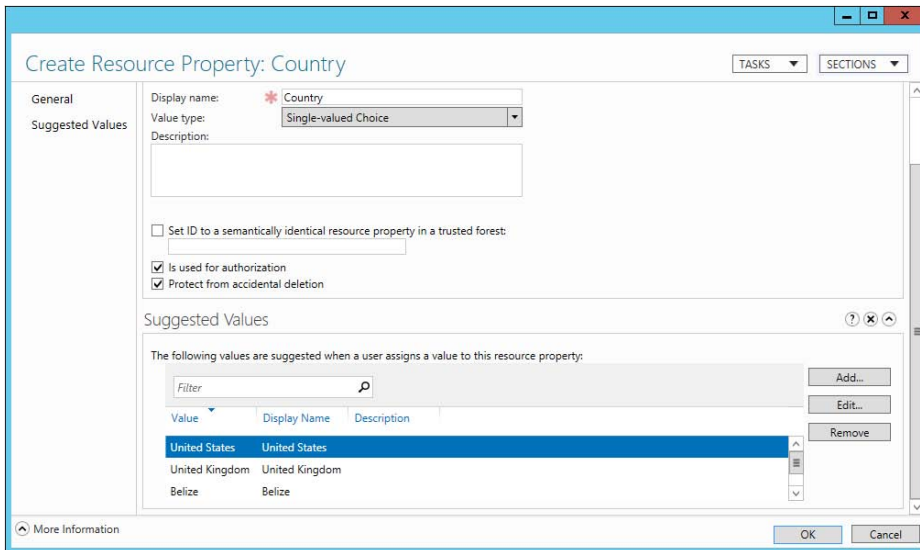 Create Resource Property: Country
TASKS
SECTIONS
General
Suggested Values
Display name:
Country
Value type:
Single-valued Choice
Description:
Set ID to a semantically identical resource property in a trusted forest:
Is used for authorization
Protect from accidental deletion
Suggested Values
The following values are suggested when a user assigns a value to this resource property:
Filter
Add...
Edit...
Remove
Value Display Name Description
United States United States
United Kingdom United Kingdom
Belize Belize
More Information
OK
Cancel